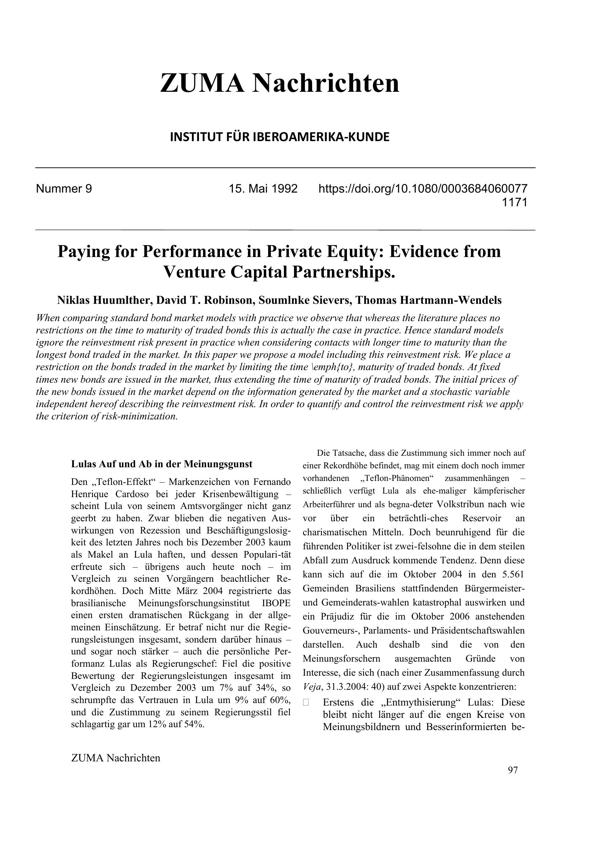 ZUMA Nachrichten
INSTITUT FÜR IBEROAMERIKA-KUNDE
Nummer 9
15. Mai 1992
https://doi.org/10.1080/0003684060077
1171
Paying for Performance in Private Equity: Evidence from
Venture Capital Partnerships.
Niklas Huumlther, David T. Robinson, Soumlnke Sievers, Thomas Hartmann-Wendels
When comparing standard bond market models with practice we observe that whereas the literature places no
restrictions on the time to maturity of traded bonds this is actually the case in practice. Hence standard models
ignore the reinvestment risk present in practice when considering contacts with longer time to maturity than the
longest bond traded in the market. In this paper we propose a model including this reinvestment risk. We place a
restriction on the bonds traded in the market by limiting the time \emph{to}, maturity of traded bonds. At fixed
times new bonds are issued in the market, thus extending the time of maturity of traded bonds. The initial prices of
the new bonds issued in the market depend on the information generated by the market and a stochastic variable
independent hereof describing the reinvestment risk. In order to quantify and control the reinvestment risk we apply
the criterion of risk-minimization.
Lulas Auf und Ab in der Meinungsgunst
Den „Teflon-Effekt“ – Markenzeichen von Fernando
Henrique Cardoso bei jeder Krisenbewältigung –
scheint Lula von seinem Amtsvorgänger nicht ganz
geerbt zu haben. Zwar blieben die negativen Aus-
wirkungen von Rezession und Beschäftigungslosig-
keit des letzten Jahres noch bis Dezember 2003 kaum
als Makel an Lula haften, und dessen Populari-tät
erfreute sich – übrigens auch heute noch – im
Vergleich zu seinen Vorgängern beachtlicher Re-
kordhöhen. Doch Mitte März 2004 registrierte das
brasilianische Meinungsforschungsinstitut IBOPE
einen ersten dramatischen Rückgang in der allge-
meinen Einschätzung. Er betraf nicht nur die Regie-
rungsleistungen insgesamt, sondern darüber hinaus –
und sogar noch stärker – auch die persönliche Per-
formanz Lulas als Regierungschef: Fiel die positive
Bewertung der Regierungsleistungen insgesamt im
Vergleich zu Dezember 2003 um 7% auf 34%, so
schrumpfte das Vertrauen in Lula um 9% auf 60%,
und die Zustimmung zu seinem Regierungsstil fiel
schlagartig gar um 12% auf 54%.
Die Tatsache, dass die Zustimmung sich immer noch auf
einer Rekordhöhe befindet, mag mit einem doch noch immer
vorhandenen „Teflon-Phänomen“ zusammenhängen –
schließlich verfügt Lula als ehe-maliger kämpferischer
Arbeiterführer und als begna-deter Volkstribun nach wie
vor über ein beträchtli-ches Reservoir an
charismatischen Mitteln. Doch beunruhigend für die
führenden Politiker ist zwei-felsohne die in dem steilen
Abfall zum Ausdruck kommende Tendenz. Denn diese
kann sich auf die im Oktober 2004 in den 5.561
Gemeinden Brasiliens stattfindenden Bürgermeister-
und Gemeinderats-wahlen katastrophal auswirken und
ein Präjudiz für die im Oktober 2006 anstehenden
Gouverneurs-, Parlaments- und Präsidentschaftswahlen
darstellen. Auch deshalb sind die von den
Meinungsforschern ausgemachten Gründe von
Interesse, die sich (nach einer Zusammenfassung durch
Veja, 31.3.2004: 40) auf zwei Aspekte konzentrieren:
□ Erstens die „Entmythisierung“ Lulas: Diese
bleibt nicht länger auf die engen Kreise von
Meinungsbildnern und Besserinformierten be-
ZUMA Nachrichten
97